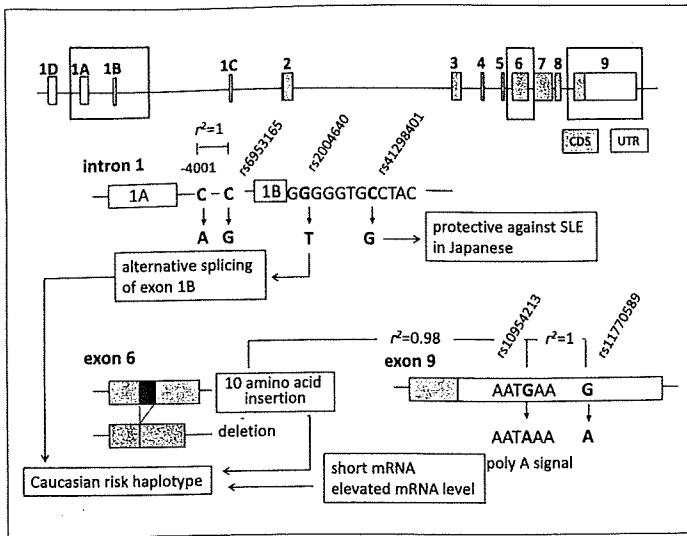 1D 1A 1B 1C 2 3 4 5 6 7 8 9
CDS UTR
r²=1
rs6953165
rs2004640
rs41298401
intron 1
-4001
1A C – C 1B GGGGGTGCCTAC
A G T G
protective against SLE
in Japanese
alternative splicing
of exon 1B
r²=0.98
rs10954213
r²=1
rs11770589
exon 6
exon 9
10 amino acid
insertion
AATGAA G
deletion
AATAAA A
poly A signal
Caucasian risk haplotype
short mRNA
elevated mRNA level